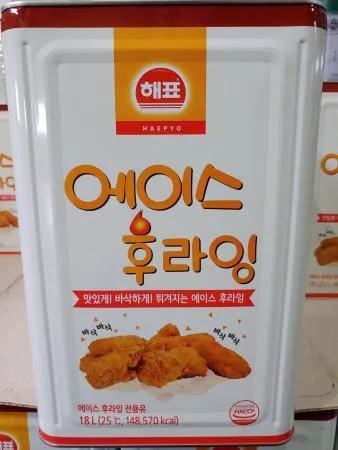 해표
HAEPYO
에이스
후라잉
맛있게! 바삭하게! 튀겨지는 에이스 후라잉
바삭 바삭
바삭 바삭
에이스 후라잉 전용유
18 L (25 ℃, 148,570 kcal)
HACCP
해표